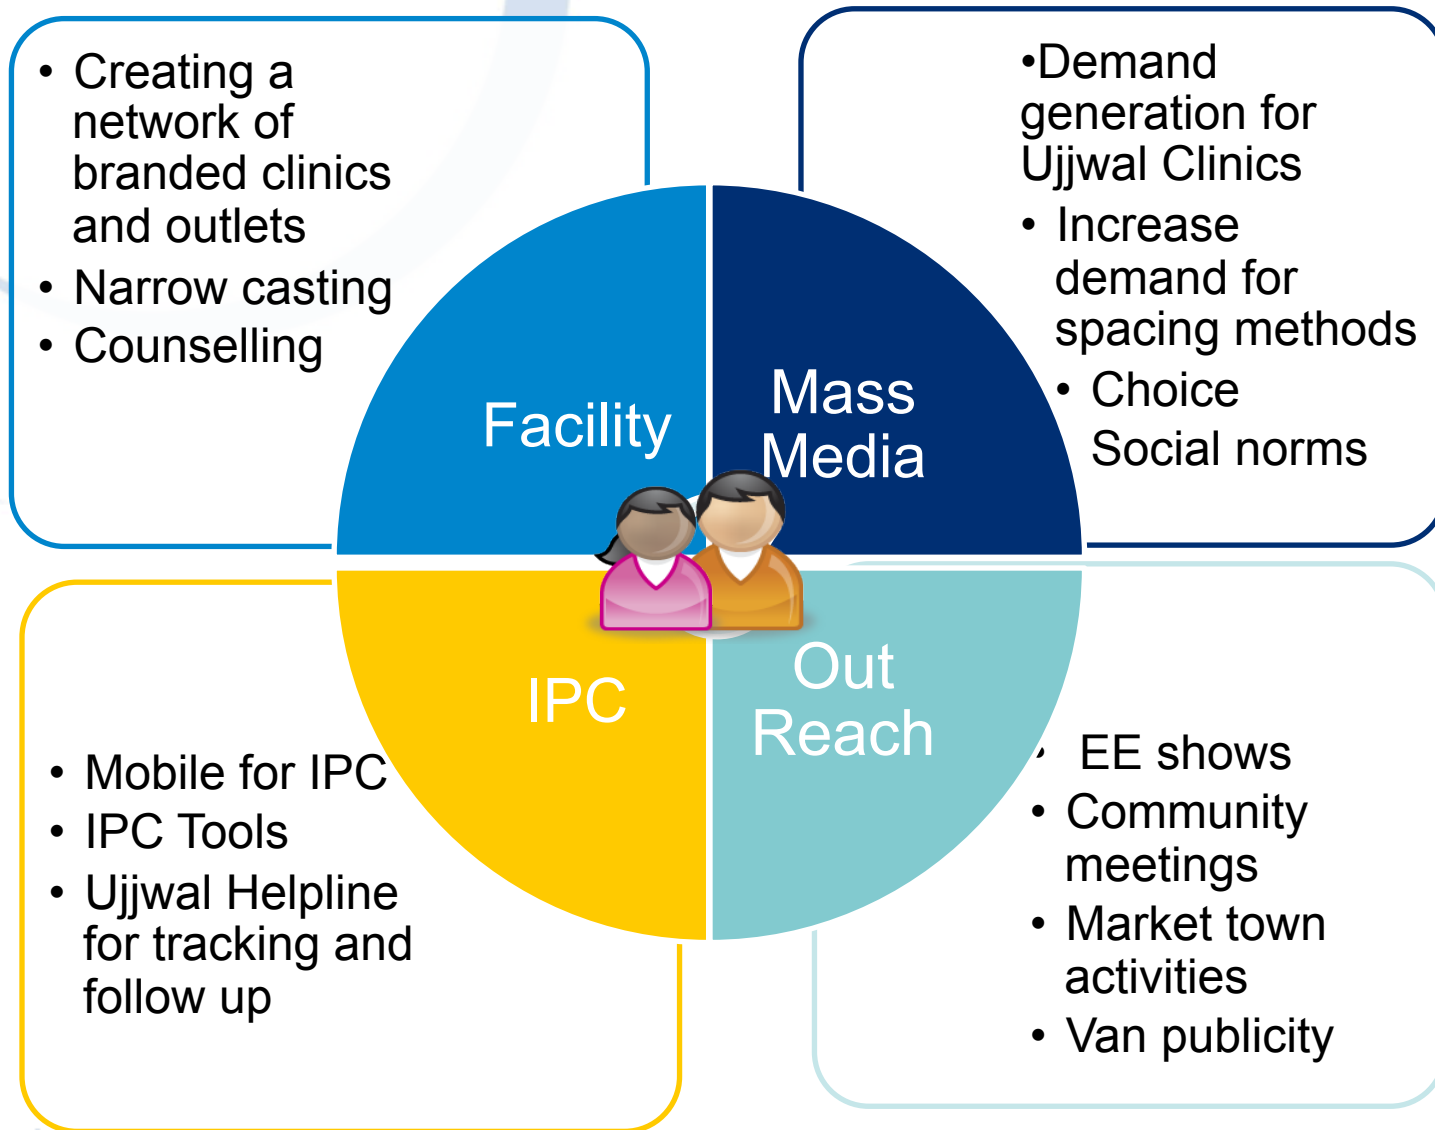 • Creating a
network of
branded clinics
and outlets
• Narrow casting
• Counselling
•Demand
generation for
Ujjwal Clinics
• Increase
demand for
spacing methods
• Choice
Social norms
Facility
Mass
Media
IPC
Out
Reach
• Mobile for IPC
• IPC Tools
• Ujjwal Helpline
for tracking and
follow up
• EE shows
• Community
meetings
• Market town
activities
• Van publicity